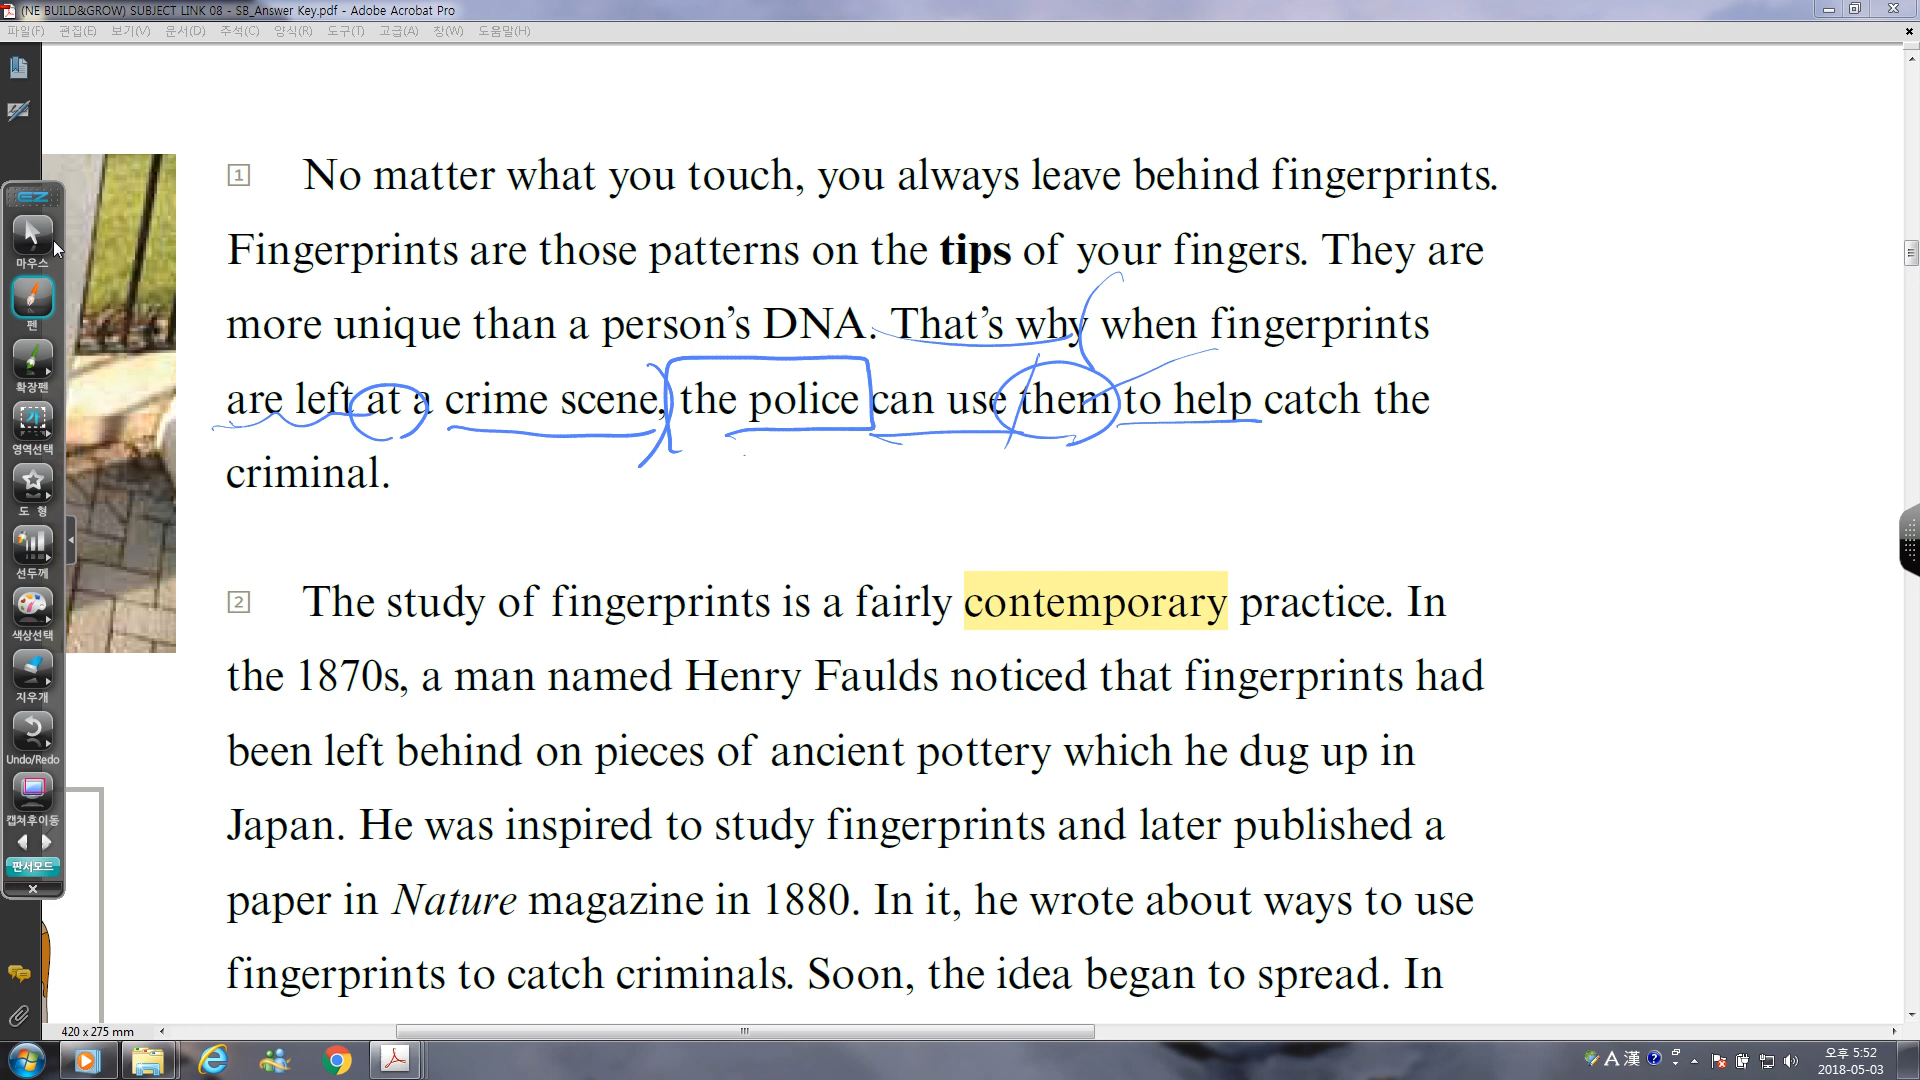 (NE BUILD&GROW) SUBJECT LINK 08 - SB_Answer Key.pdf - Adobe Acrobat Pro
파일(F) 편집(E) 보기(V) 문서(D) 주석(C) 양식(R) 도구(T) 고급(A) 창(W) 도움말(H)
1 No matter what you touch, you always leave behind fingerprints.
Fingerprints are those patterns on the tips of your fingers. They are
more unique than a person’s DNA. That’s why when fingerprints
are left at a crime scene, the police can use them to help catch the
criminal.
2 The study of fingerprints is a fairly contemporary practice. In
the 1870s, a man named Henry Faulds noticed that fingerprints had
been left behind on pieces of ancient pottery which he dug up in
Japan. He was inspired to study fingerprints and later published a
paper in Nature magazine in 1880. In it, he wrote about ways to use
fingerprints to catch criminals. Soon, the idea began to spread. In
EZ
마우스
펜
확장펜
가
영역선택
도 형
선두께
색상선택
지우개
Undo/Redo
캡쳐후이동
판서모드
420 x 275 mm
A 漢
오후 5:52
2018-05-03